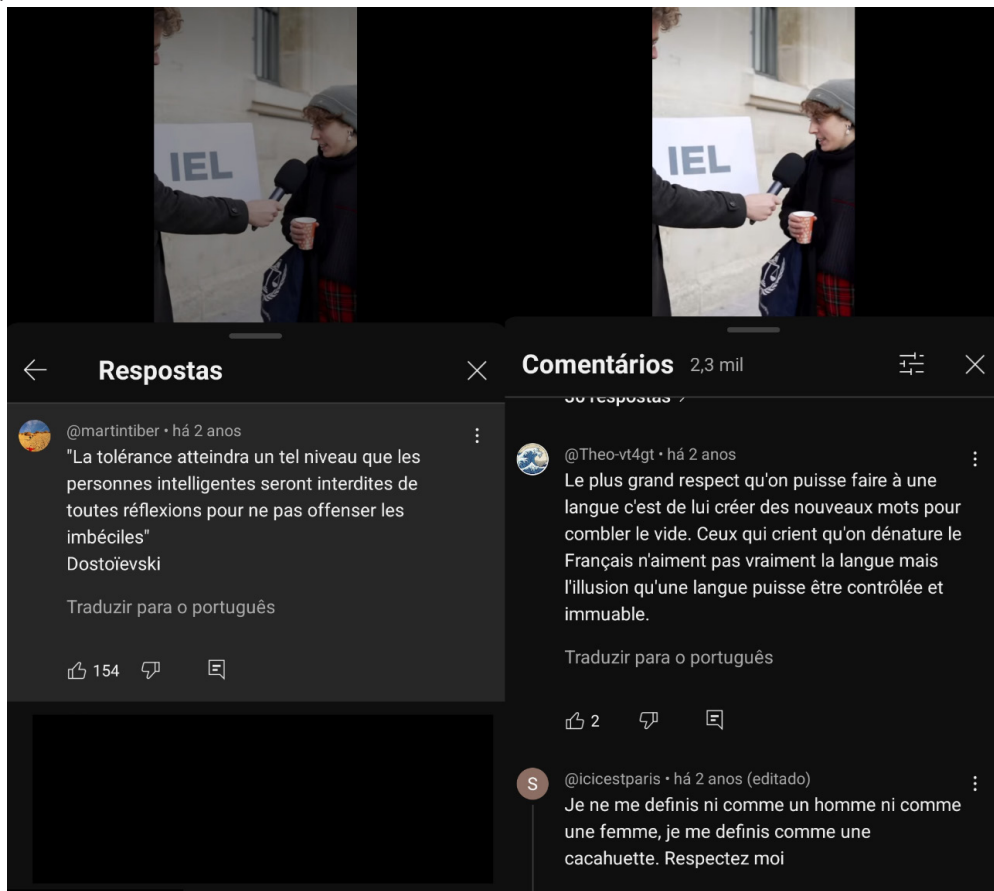 IEL
Respostas
@martintiber • há 2 anos
"La tolérance atteindra un tel niveau que les
personnes intelligentes seront interdites de
toutes réflexions pour ne pas offenser les
imbéciles"
Dostoïevski
Traduzir para o português
154
IEL
Comentários 2,3 mil
respostas
@Theo-vt4gt • há 2 anos
Le plus grand respect qu'on puisse faire à une
langue c'est de lui créer des nouveaux mots pour
combler le vide. Ceux qui crient qu'on dénature le
Français n'aiment pas vraiment la langue mais
l'illusion qu'une langue puisse être contrôlée et
immuable.
Traduzir para o português
2
S
@icicestparis • há 2 anos (editado)
Je ne me definis ni comme un homme ni comme
une femme, je me definis comme une
cacahuette. Respectez moi